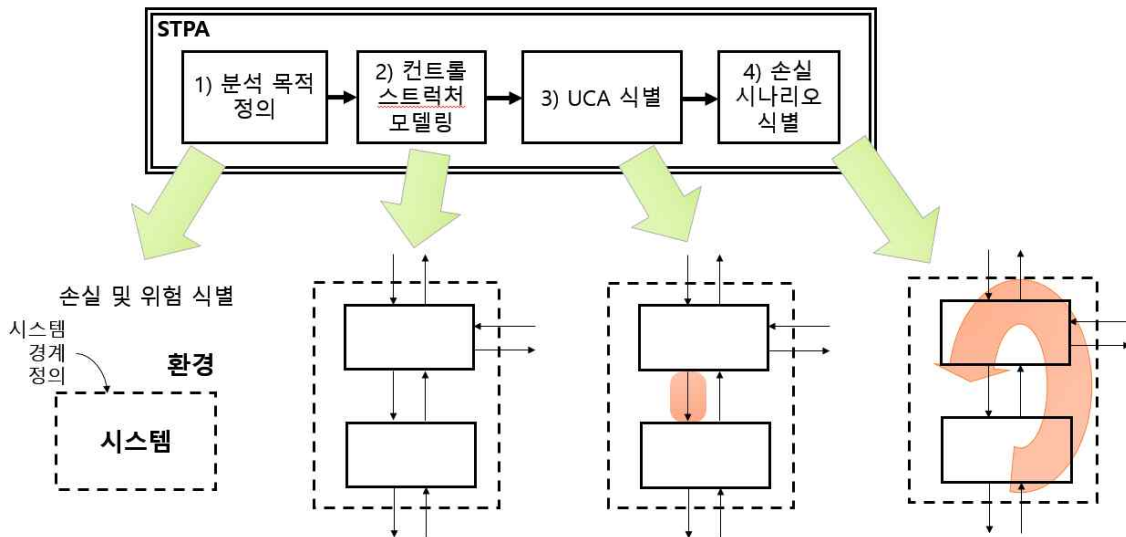 STPA
1) 분석 목적
정의
2) 컨트롤
스트럭처
모델링
3) UCA 식별
4) 손실
시나리오
식별
손실 및 위험 식별
시스템
경계
정의
환경
시스템